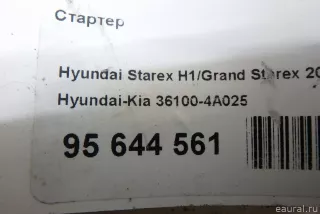 Стартер
Hyundai Starex H1/Grand Starex 20
Hyundai-Kia 36100-4A025
95 644 561
eaural.ru